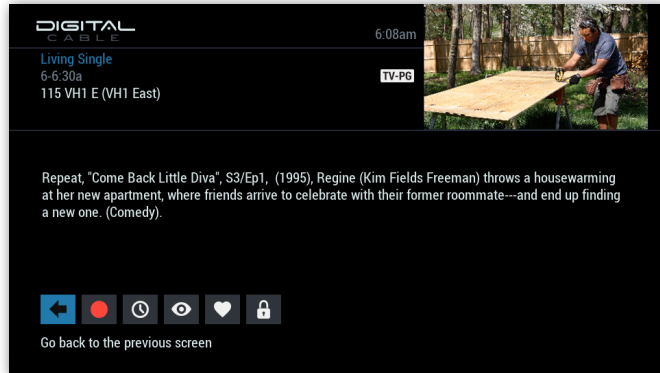 DIGITAL
CABLE
6:08am
Living Single
6-6:30a
TV-PG
115 VH1 E (VH1 East)
Repeat, "Come Back Little Diva", S3/Ep1,  (1995), Regine (Kim Fields Freeman) throws a housewarming
at her new apartment, where friends arrive to celebrate with their former roommate---and end up finding
a new one. (Comedy).
Go back to the previous screen